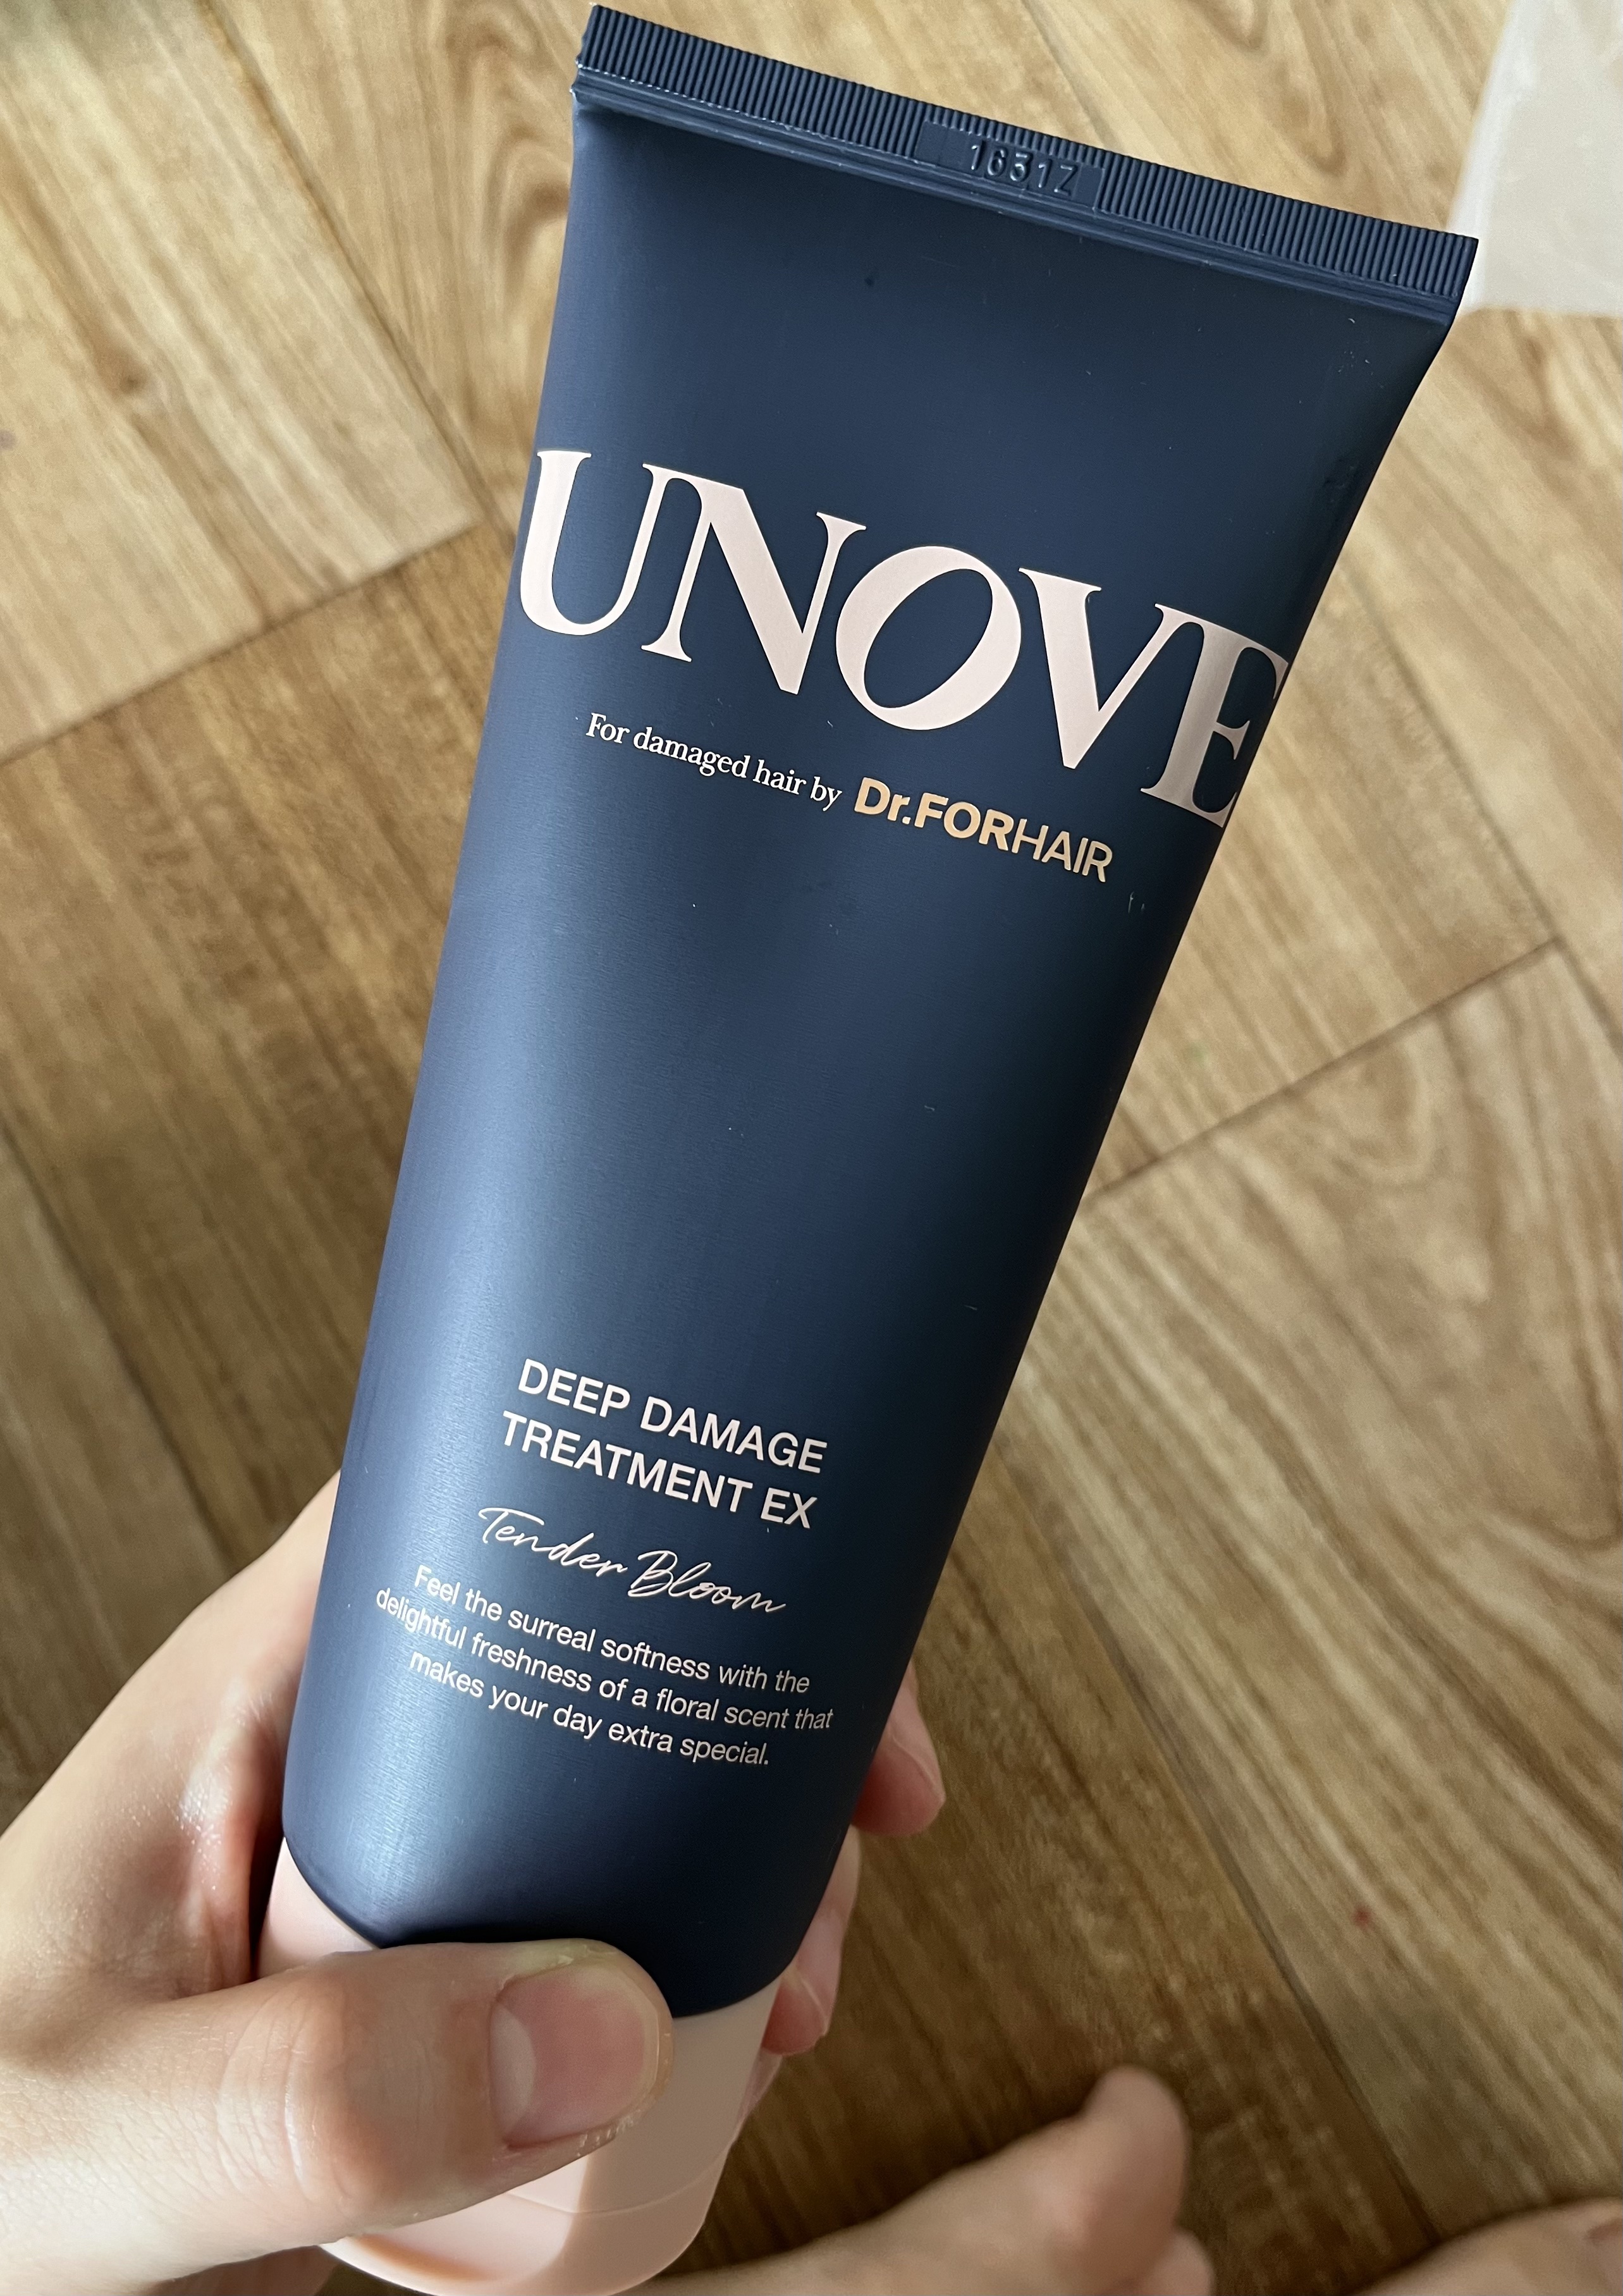 1631Z
UNOVE
For damaged hair by Dr.FORHAIR
DEEP DAMAGE
TREATMENT EX
Tender Bloom
Feel the surreal softness with the
delightful freshness of a floral scent that
makes your day extra special.